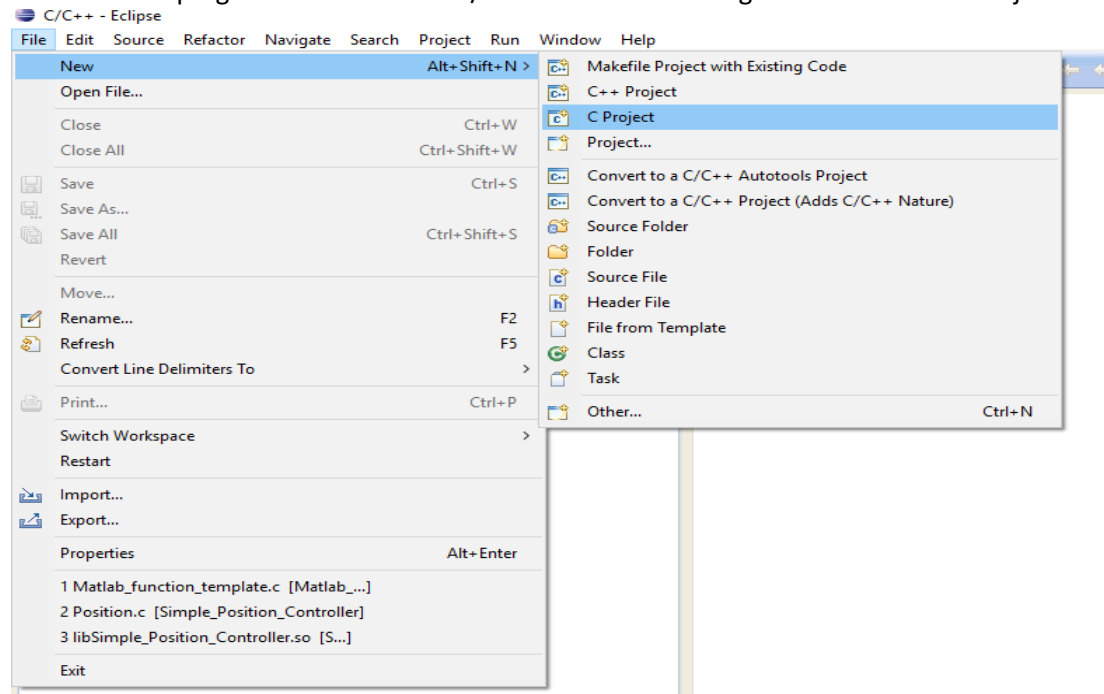 C/C++ - Eclipse
File Edit Source Refactor Navigate Search Project Run Window Help
New Alt+Shift+N >
Open File...
Close Ctrl+W
Close All Ctrl+Shift+W
Save Ctrl+S
Save As...
Save All Ctrl+Shift+S
Revert
Move...
Rename... F2
Refresh F5
Convert Line Delimiters To >
Print... Ctrl+P
Switch Workspace >
Restart
Import...
Export...
Properties Alt+Enter
1 Matlab_function_template.c [Matlab_...]
2 Position.c [Simple_Position_Controller]
3 libSimple_Position_Controller.so [S...]
Exit
Makefile Project with Existing Code
C++ Project
C Project
Project...
Convert to a C/C++ Autotools Project
Convert to a C/C++ Project (Adds C/C++ Nature)
Source Folder
Folder
Source File
Header File
File from Template
Class
Task
Other... Ctrl+N